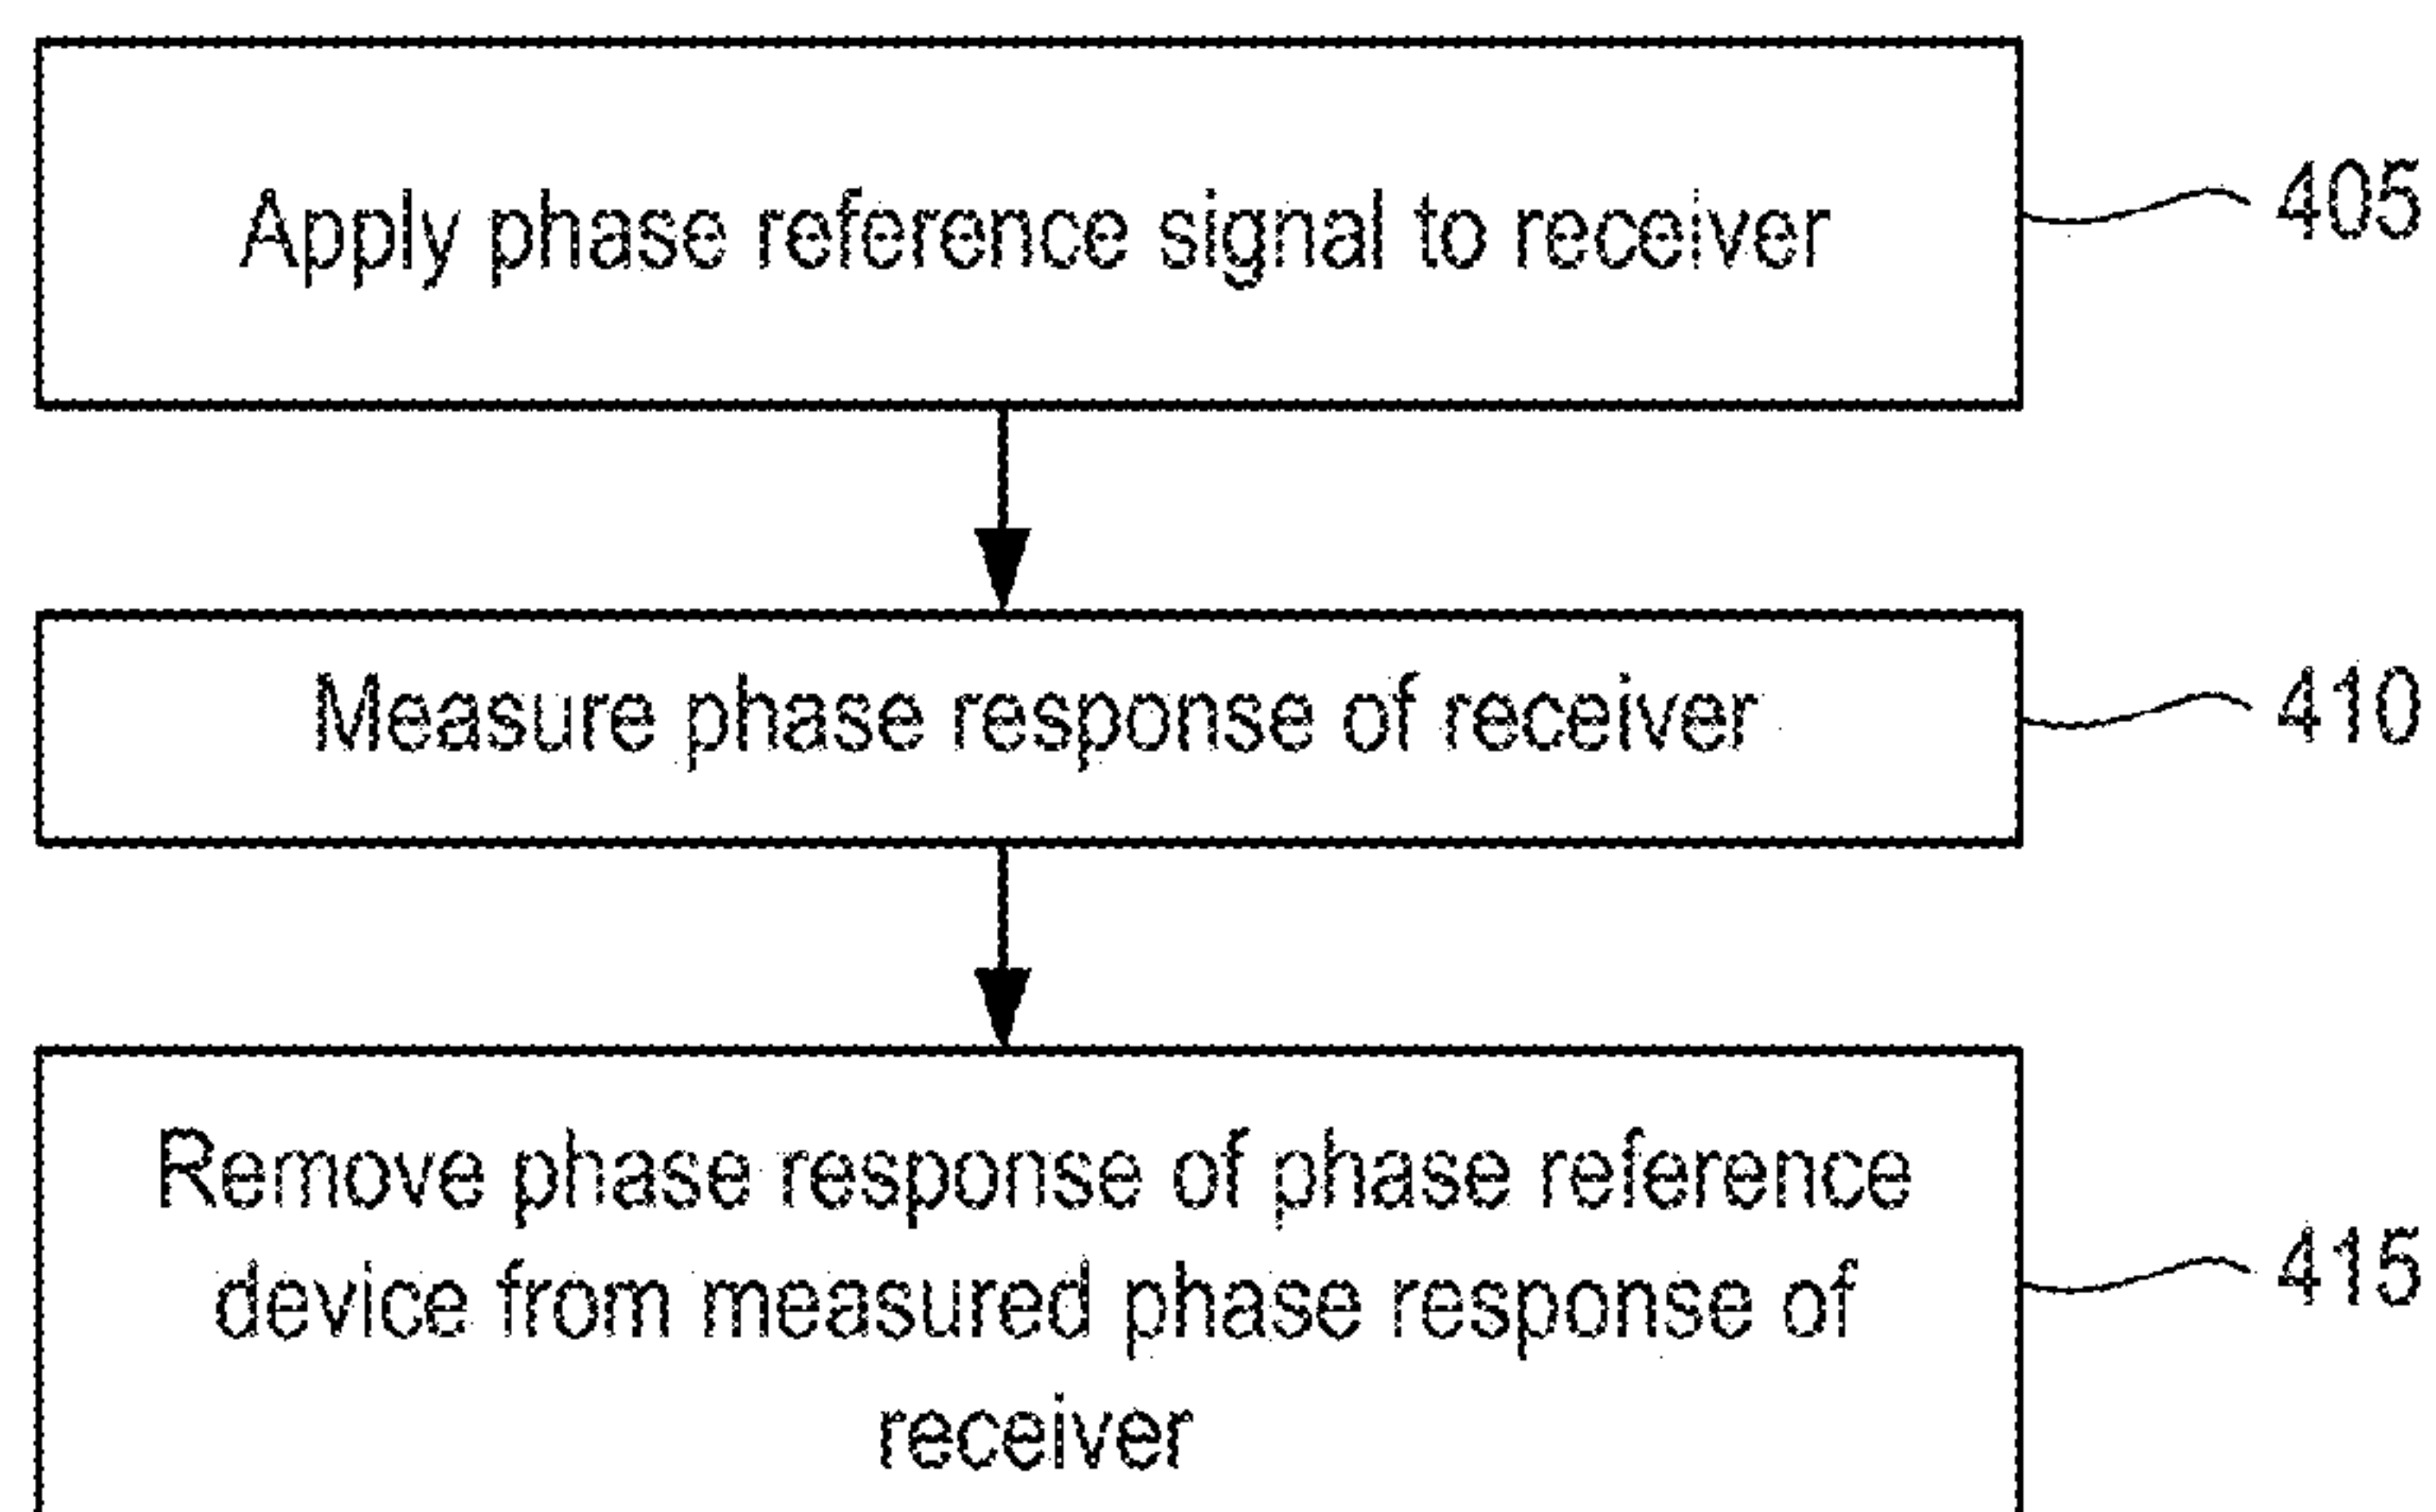 Apply phase reference signal to receiver
405
Measure phase response of receiver
410
Remove phase response of phase reference
device from measured phase response of
receiver
415